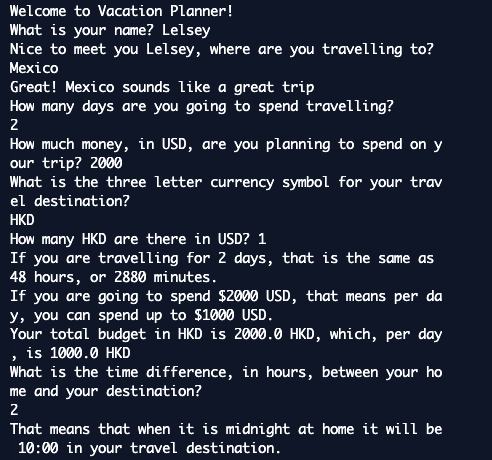 Welcome to Vacation Planner!
What is your name? Lelsey
Nice to meet you Lelsey, where are you travelling to?
Mexico
Great! Mexico sounds like a great trip
How many days are you going to spend travelling?
2
How much money, in USD, are you planning to spend on y
our trip? 2000
What is the three letter currency symbol for your trav
el destination?
HKD
How many HKD are there in USD? 1
If you are travelling for 2 days, that is the same as
48 hours, or 2880 minutes.
If you are going to spend $2000 USD, that means per da
y, you can spend up to $1000 USD.
Your total budget in HKD is 2000.0 HKD, which, per day
, is 1000.0 HKD
What is the time difference, in hours, between your ho
me and your destination?
2
That means that when it is midnight at home it will be
 10:00 in your travel destination.